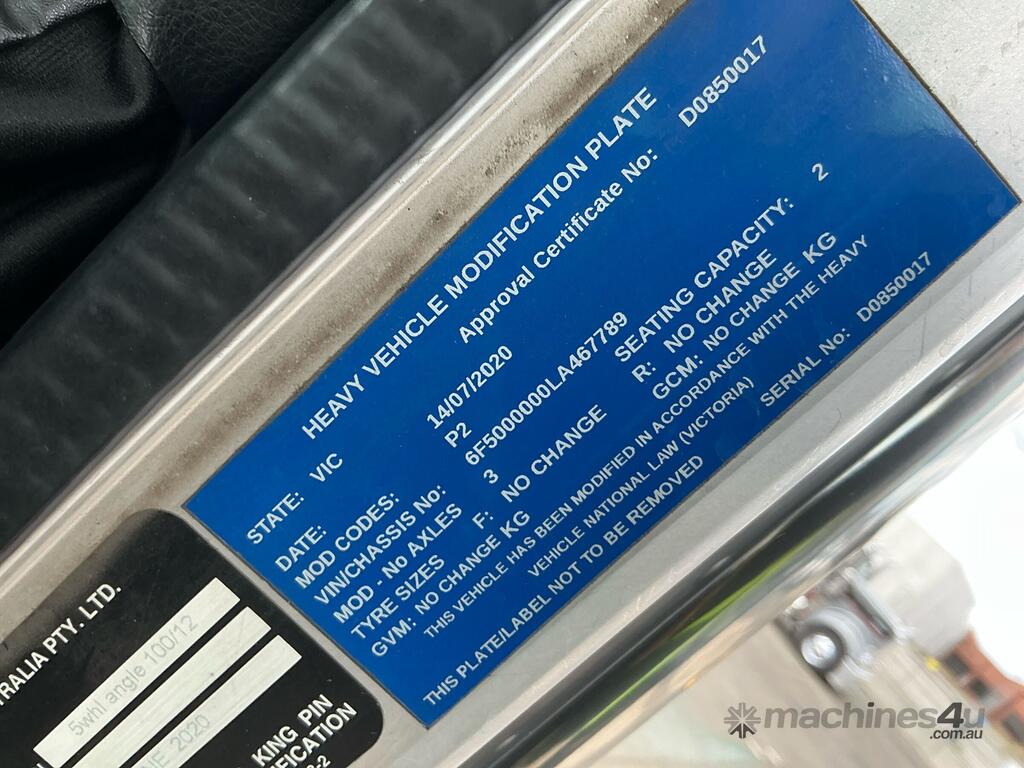 HEAVY VEHICLE MODIFICATION PLATE
Approval Certificate No: D0850017
STATE: VIC
DATE: 14/07/2020
MOD CODES: P2
VIN/CHASSIS No: 6F5000000LA467789 SEATING CAPACITY: 2
MOD - No AXLES 3
TYRE SIZES F: NO CHANGE R: NO CHANGE
GVM: NO CHANGE KG GCM: NO CHANGE KG
THIS VEHICLE HAS BEEN MODIFIED IN ACCORDANCE WITH THE HEAVY
VEHICLE NATIONAL LAW (VICTORIA)
THIS PLATE/LABEL NOT TO BE REMOVED SERIAL No: D0850017
PTY. LTD.
5whl angle 100/12
2020
KING PIN
machines4u
.com.au